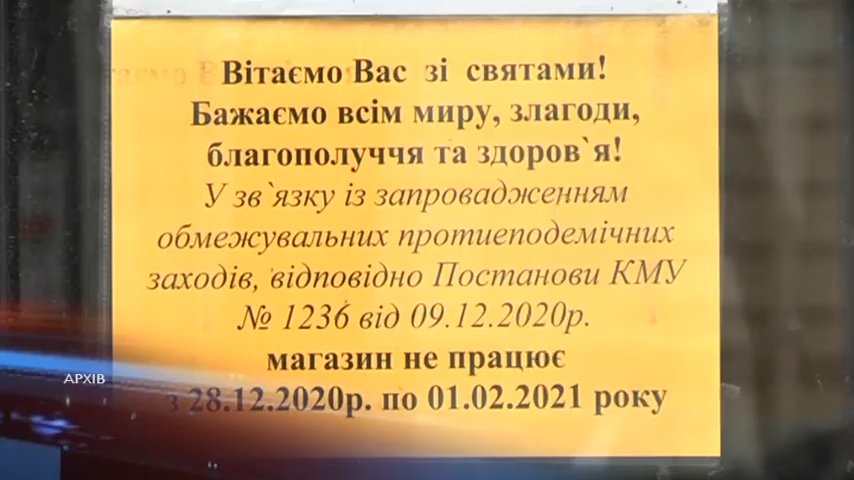 Вітаємо Вас зі святами!
Бажаємо всім миру, злагоди,
благополуччя та здоров`я!
У зв`язку із запровадженням
обмежувальних протиеподемічних
заходів, відповідно Постанови КМУ
№ 1236 від 09.12.2020р.
магазин не працює
з 28.12.2020р. по 01.02.2021 року
АРХІВ